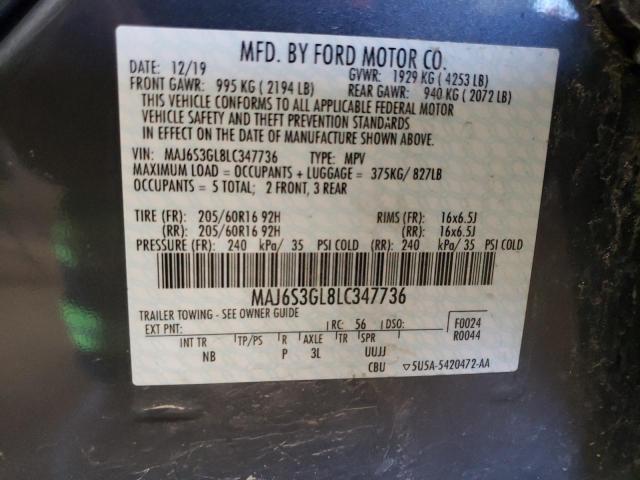 MFD. BY FORD MOTOR CO.
DATE: 12/19 GVWR: 1929 KG ( 4253 LB)
FRONT GAWR: 995 KG ( 2194 LB) REAR GAWR: 940 KG ( 2072 LB)
THIS VEHICLE CONFORMS TO ALL APPLICABLE FEDERAL MOTOR
VEHICLE SAFETY AND THEFT PREVENTION STANDARDS
IN EFFECT ON THE DATE OF MANUFACTURE SHOWN ABOVE.
VIN: MAJ6S3GL8LC347736 TYPE: MPV
MAXIMUM LOAD = OCCUPANTS + LUGGAGE = 375KG/ 827LB
OCCUPANTS = 5 TOTAL; 2 FRONT, 3 REAR
TIRE (FR): 205/60R16 92H RIMS (FR): 16x6.5J
(RR): 205/60R16 92H (RR): 16x6.5J
PRESSURE (FR): 240 kPa/ 35 PSI COLD (RR): 240 kPa/ 35 PSI COLD
MAJ6S3GL8LC347736
TRAILER TOWING - SEE OWNER GUIDE
EXT PNT: RC: 56 DSO: F0024
R0044
INT TR TP/PS R AXLE TR SPR
NB P 3L UUJJ
CBU ▽5U5A-5420472-AA